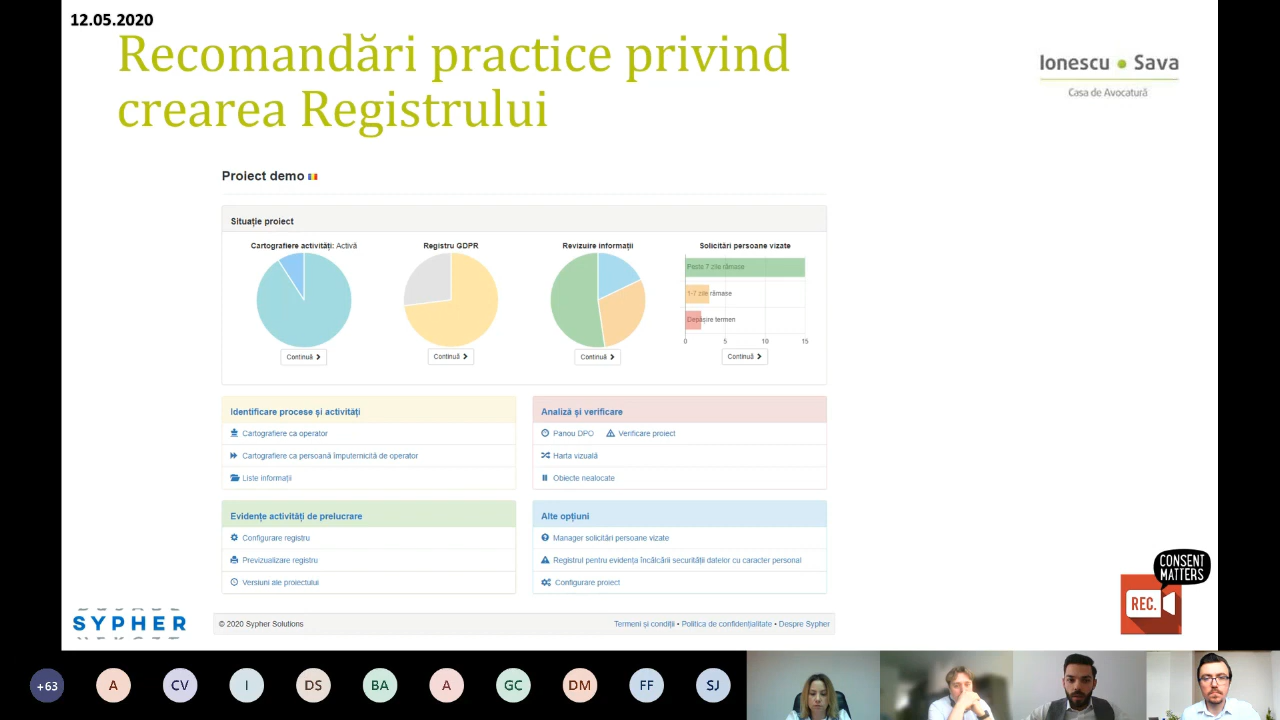 12.05.2020
Recomandări practice privind
crearea Registrului
Ionescu Sava
Casa de Avocatură
Proiect demo
Situație proiect
Cartografiere activități: Activă
Registru GDPR
Revizuire informații
Solicitări persoane vizate
Peste 7 zile rămase
1-7 zile rămase
Depășire termen
0 5 10 15
Continuă
Continuă
Continuă
Continuă
Identificare procese și activități
Cartografiere ca operator
Cartografiere ca persoană împuternicită de operator
Liste informații
Analiză și verificare
Panou DPO Verificare proiect
Harta vizuală
Obiecte nealocate
Evidențe activități de prelucrare
Configurare registru
Previzualizare registru
Versiuni ale proiectului
Alte opțiuni
Manager solicitări persoane vizate
Registrul pentru evidența încălcării securității datelor cu caracter personal
Configurare proiect
CONSENT
MATTERS
REC.
SYPHER
© 2020 Sypher Solutions
Termeni și condiții • Politica de confidențialitate • Despre Sypher
+63 A CV I DS BA A GC DM FF SJ